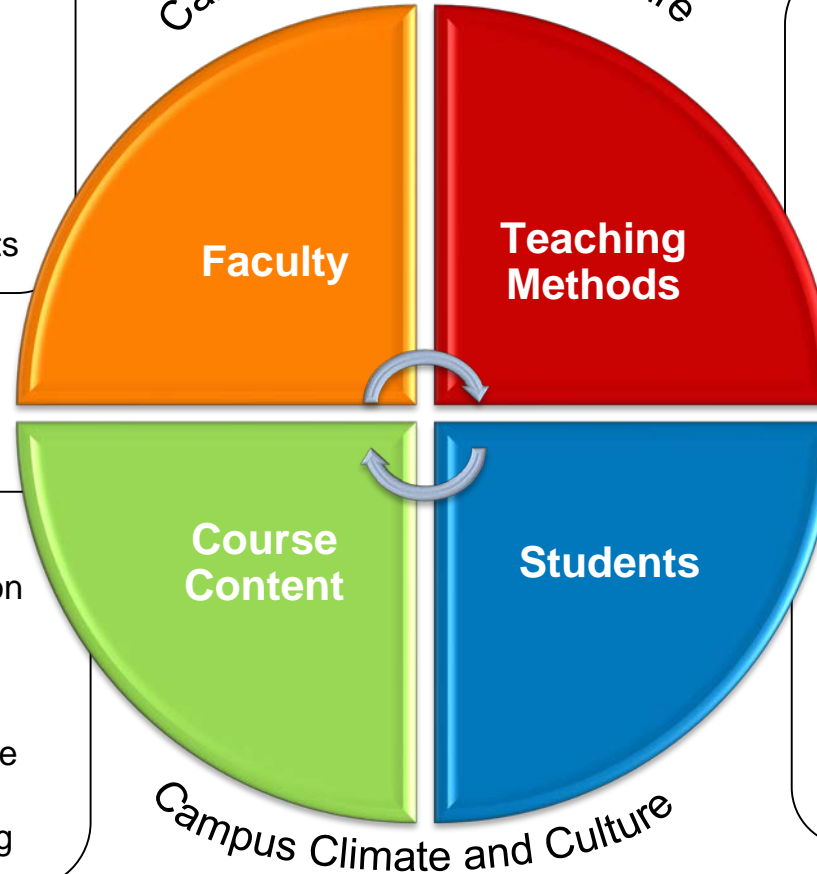 Faculty
Teaching
Methods
Course
Content
Students
Campus Climate and Culture